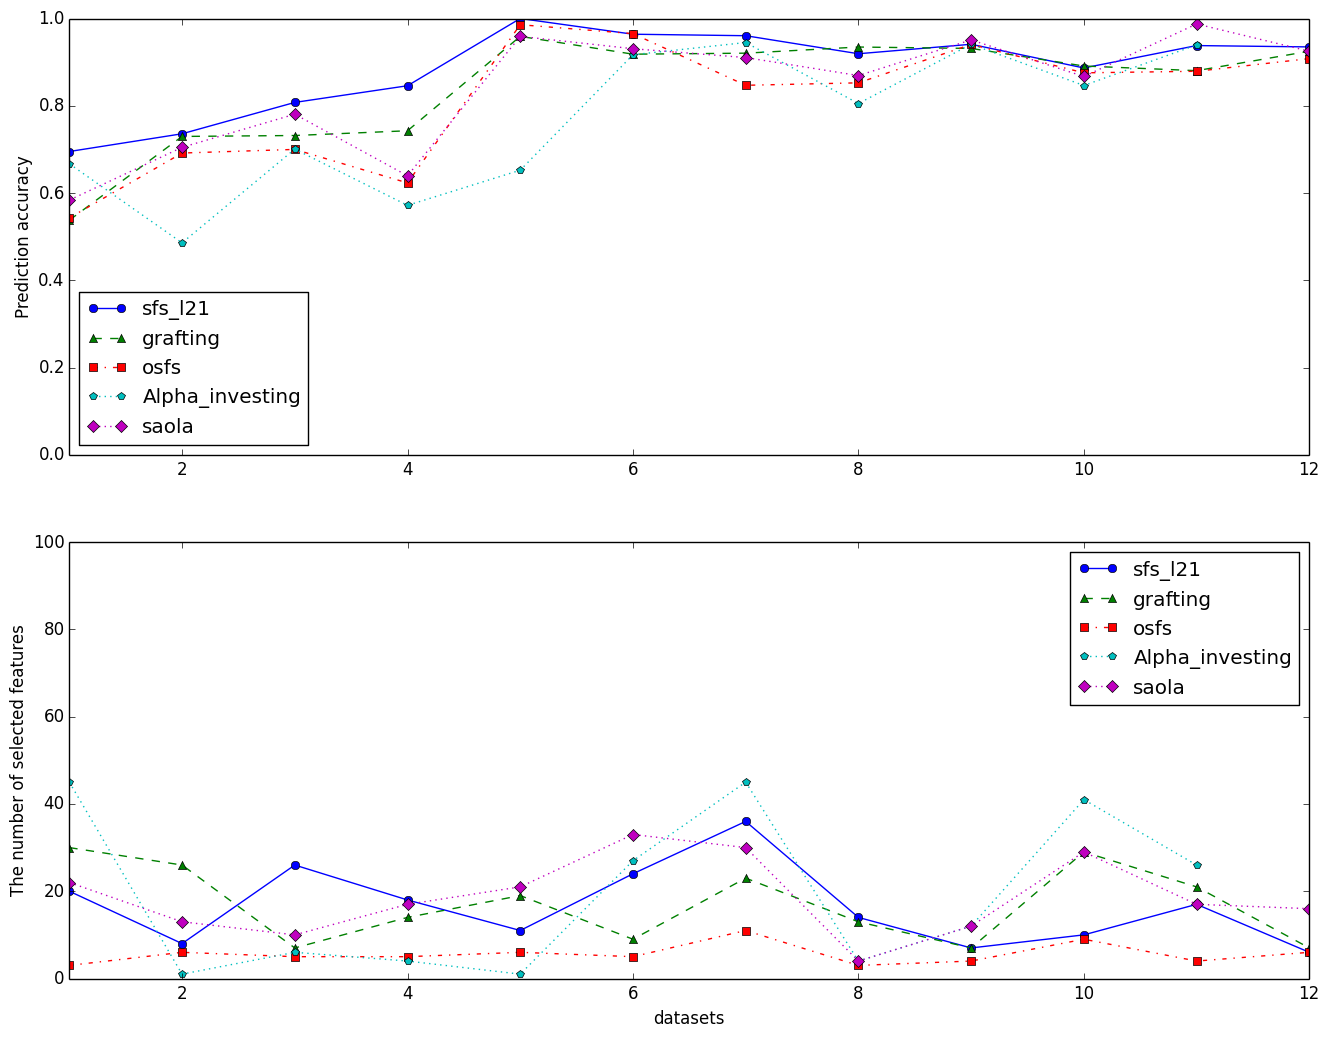 1.0
0.8
0.6
0.4
0.2
0.0
Prediction accuracy
sfs_l21
grafting
osfs
Alpha_investing
saola
2 4 6 8 10 12
100
80
60
40
20
0
The number of selected features
sfs_l21
grafting
osfs
Alpha_investing
saola
2 4 6 8 10 12
datasets